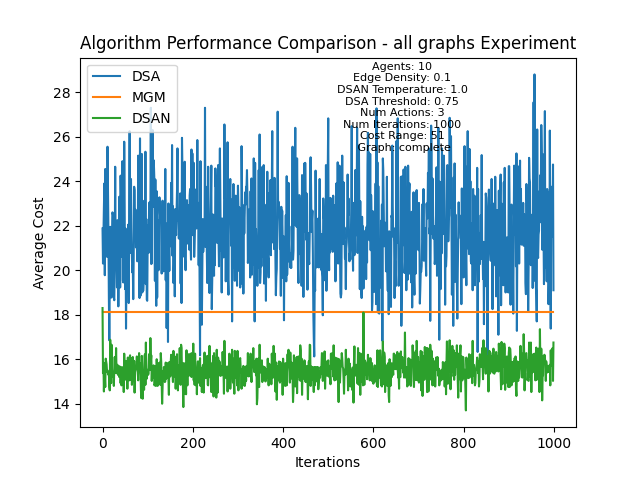 Algorithm Performance Comparison - all graphs Experiment
DSA
MGM
DSAN
Agents: 10
Edge Density: 0.1
DSAN Temperature: 1.0
DSA Threshold: 0.75
Num Actions: 3
Num Iterations: 1000
Cost Range: 51
Graph: complete
Average Cost
28
26
24
22
20
18
16
14
0
200
400
600
800
1000
Iterations